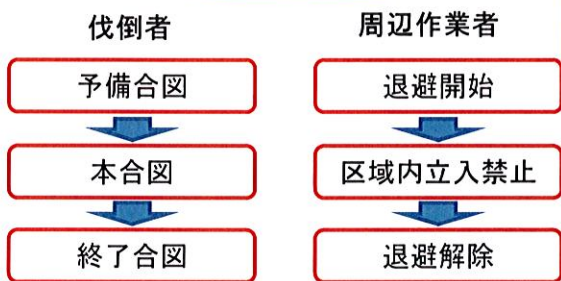 伐倒者
周辺作業者
予備合図
退避開始
本合図
区域内立入禁止
終了合図
退避解除